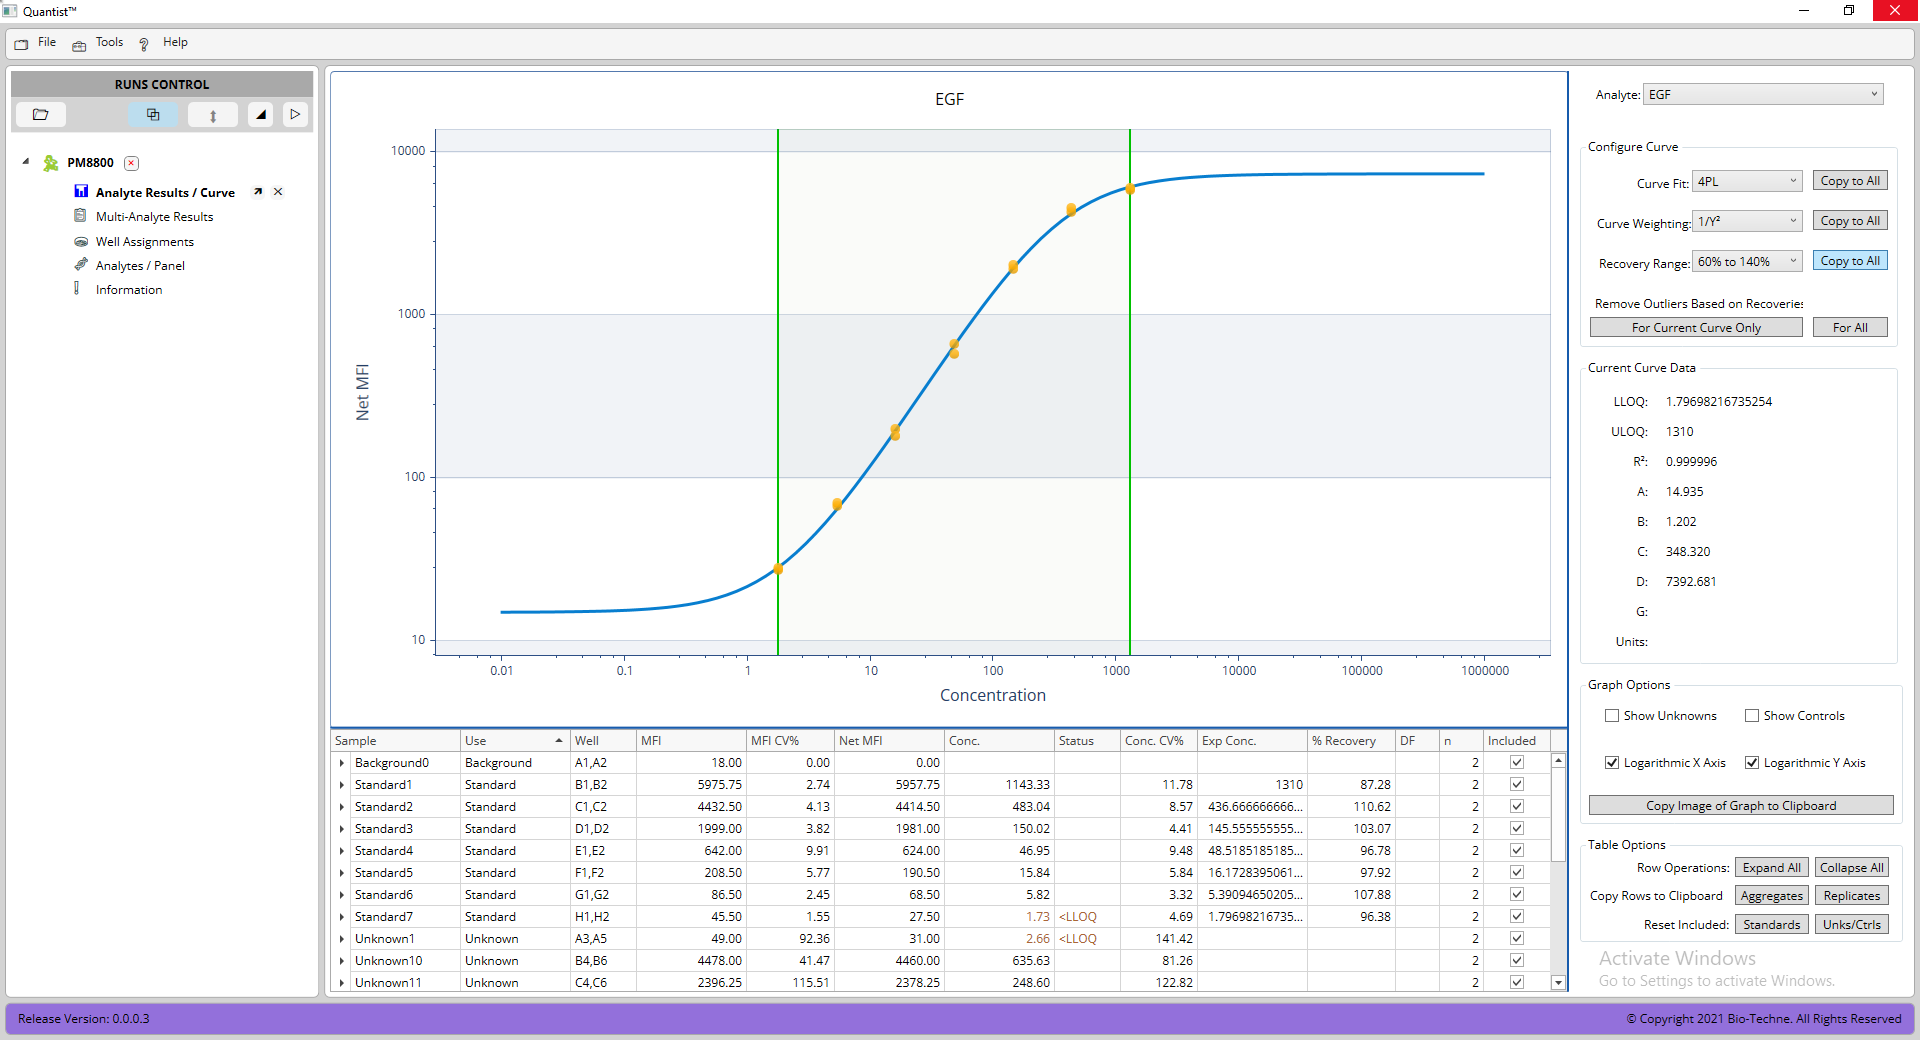 Quantist™
File Tools Help
RUNS CONTROL
PM8800
Analyte Results / Curve
Multi-Analyte Results
Well Assignments
Analytes / Panel
Information
EGF
10000
1000
100
10
Net MFI
0.01 0.1 1 10 100 1000 10000 100000 1000000
Concentration
Sample Use Well MFI MFI CV% Net MFI Conc. Status Conc. CV% Exp Conc. % Recovery DF n Included
Background0 Background A1,A2 18.00 0.00 0.00 2
Standard1 Standard B1,B2 5975.75 2.74 5957.75 1143.33 11.78 1310 87.28 2
Standard2 Standard C1,C2 4432.50 4.13 4414.50 483.04 8.57 436.666666666... 110.62 2
Standard3 Standard D1,D2 1999.00 3.82 1981.00 150.02 4.41 145.555555555... 103.07 2
Standard4 Standard E1,E2 642.00 9.91 624.00 46.95 9.48 48.5185185185... 96.78 2
Standard5 Standard F1,F2 208.50 5.77 190.50 15.84 5.84 16.1728395061... 97.92 2
Standard6 Standard G1,G2 86.50 2.45 68.50 5.82 3.32 5.39094650205... 107.88 2
Standard7 Standard H1,H2 45.50 1.55 27.50 1.73 <LLOQ 4.69 1.79698216735... 96.38 2
Unknown1 Unknown A3,A5 49.00 92.36 31.00 2.66 <LLOQ 141.42 2
Unknown10 Unknown B4,B6 4478.00 41.47 4460.00 635.63 81.26 2
Unknown11 Unknown C4,C6 2396.25 115.51 2378.25 248.60 122.82 2
Analyte: EGF
Configure Curve
Curve Fit: 4PL Copy to All
Curve Weighting: 1/Y² Copy to All
Recovery Range: 60% to 140% Copy to All
Remove Outliers Based on Recoveries
For Current Curve Only For All
Current Curve Data
LLOQ: 1.79698216735254
ULOQ: 1310
R²: 0.999996
A: 14.935
B: 1.202
C: 348.320
D: 7392.681
G:
Units:
Graph Options
Show Unknowns Show Controls
Logarithmic X Axis Logarithmic Y Axis
Copy Image of Graph to Clipboard
Table Options
Row Operations: Expand All Collapse All
Copy Rows to Clipboard Aggregates Replicates
Reset Included: Standards Unks/Ctrls
Activate Windows
Go to Settings to activate Windows.
Release Version: 0.0.0.3
© Copyright 2021 Bio-Techne. All Rights Reserved